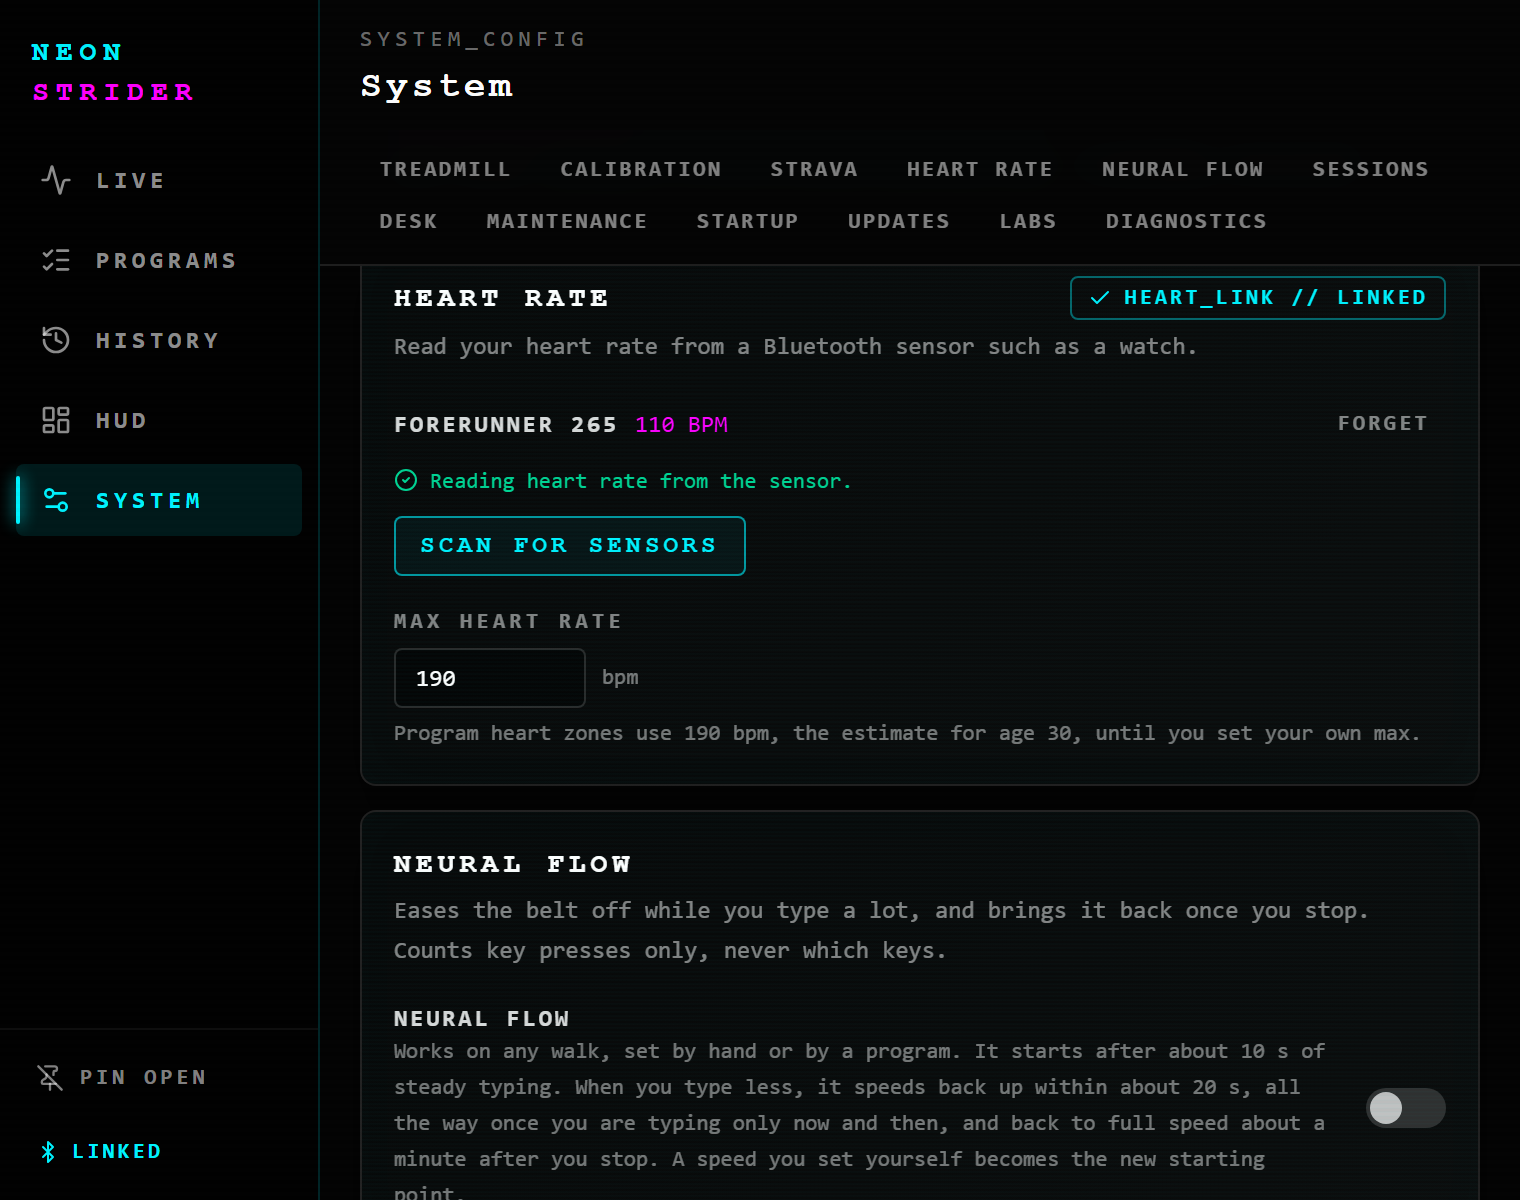 NEON
STRIDER
LIVE
PROGRAMS
HISTORY
HUD
SYSTEM
PIN OPEN
LINKED
SYSTEM_CONFIG
System
TREADMILL CALIBRATION STRAVA HEART RATE NEURAL FLOW SESSIONS
DESK MAINTENANCE STARTUP UPDATES LABS DIAGNOSTICS
HEART RATE
HEART_LINK // LINKED
Read your heart rate from a Bluetooth sensor such as a watch.
FORERUNNER 265 110 BPM
FORGET
Reading heart rate from the sensor.
SCAN FOR SENSORS
MAX HEART RATE
190 bpm
Program heart zones use 190 bpm, the estimate for age 30, until you set your own max.
NEURAL FLOW
Eases the belt off while you type a lot, and brings it back once you stop.
Counts key presses only, never which keys.
NEURAL FLOW
Works on any walk, set by hand or by a program. It starts after about 10 s of
steady typing. When you type less, it speeds back up within about 20 s, all
the way once you are typing only now and then, and back to full speed about a
minute after you stop. A speed you set yourself becomes the new starting
point.